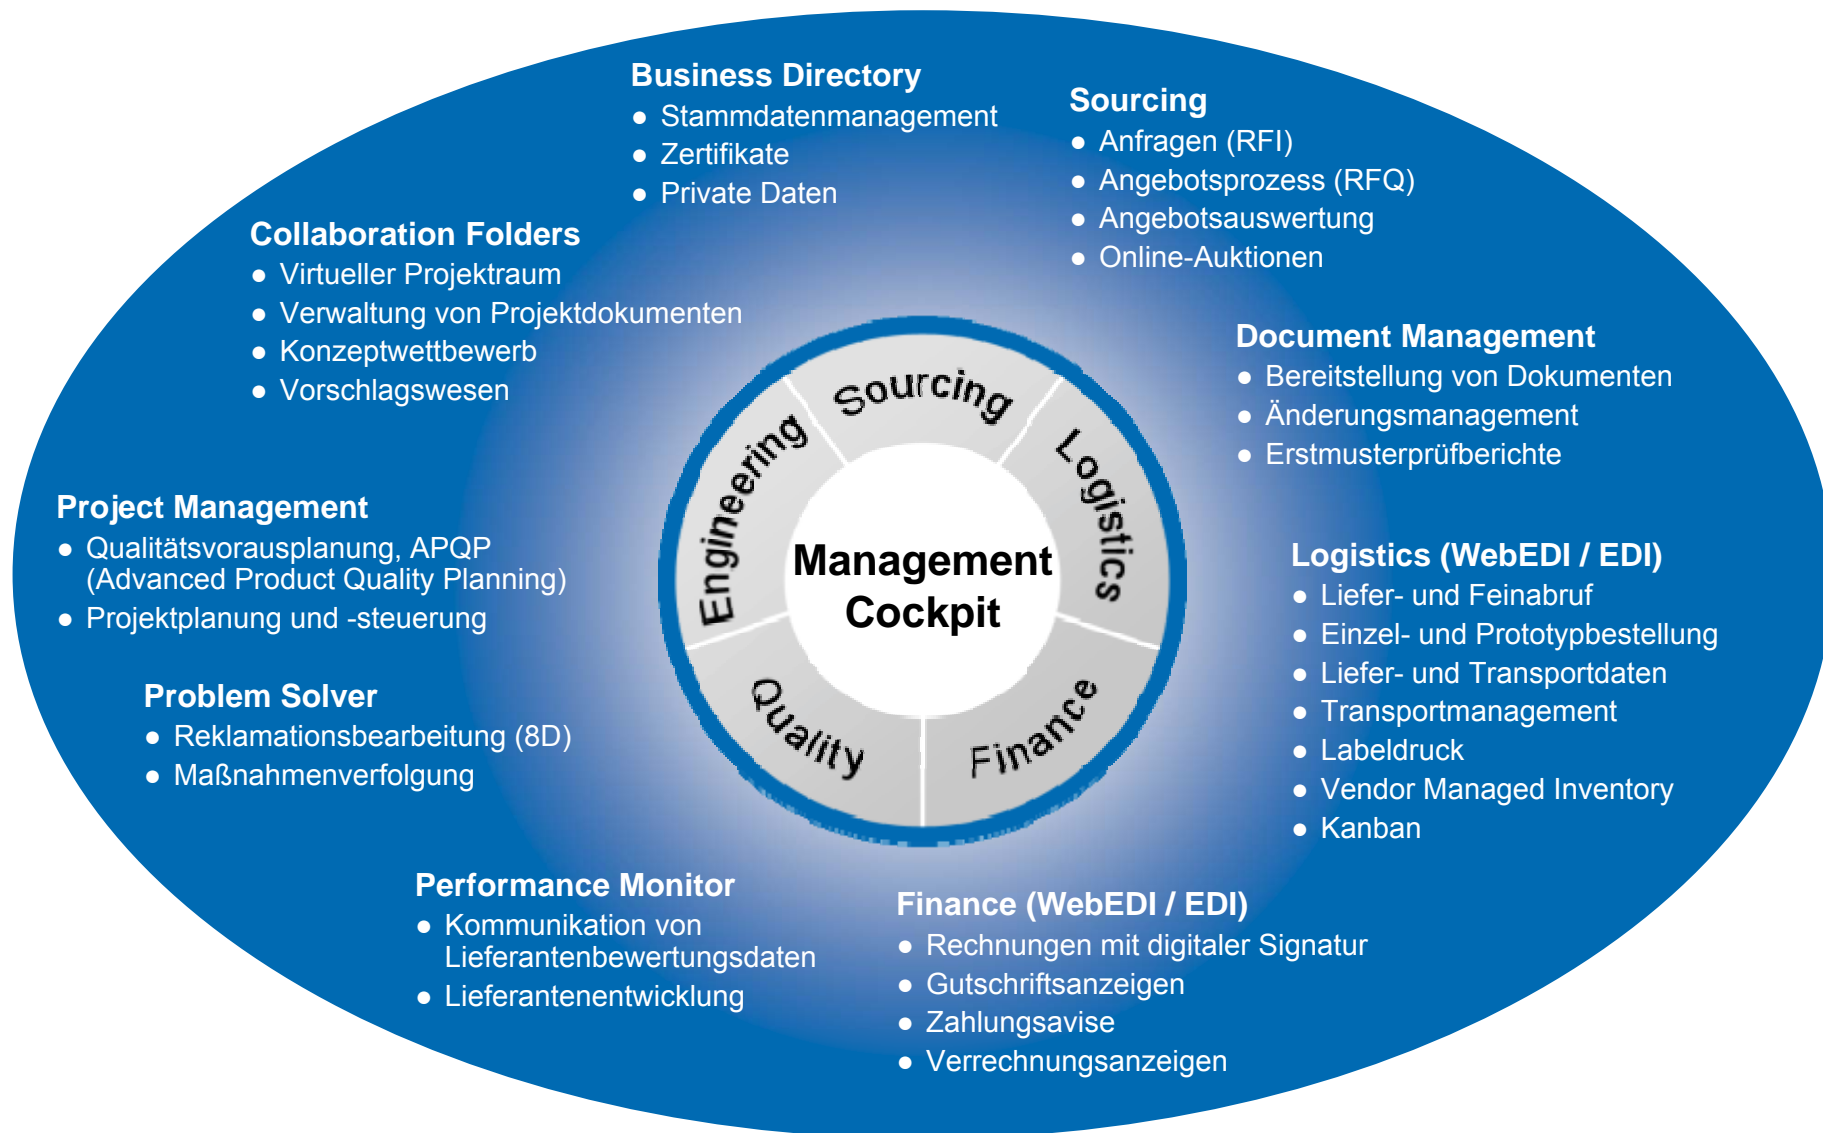 Business Directory
● Stammdatenmanagement
● Zertifikate
● Private Daten
Sourcing
● Anfragen (RFI)
● Angebotsprozess (RFQ)
● Angebotsauswertung
● Online-Auktionen
Collaboration Folders
● Virtueller Projektraum
● Verwaltung von Projektdokumenten
● Konzeptwettbewerb
● Vorschlagswesen
Document Management
● Bereitstellung von Dokumenten
● Änderungsmanagement
● Erstmusterprüfberichte
Project Management
● Qualitätsvorausplanung, APQP
(Advanced Product Quality Planning)
● Projektplanung und -steuerung
Engineering
Sourcing
Logistics
Quality
Finance
Management
Cockpit
Logistics (WebEDI / EDI)
● Liefer- und Feinabruf
● Einzel- und Prototypbestellung
● Liefer- und Transportdaten
● Transportmanagement
● Labeldruck
● Vendor Managed Inventory
● Kanban
Problem Solver
● Reklamationsbearbeitung (8D)
● Maßnahmenverfolgung
Performance Monitor
● Kommunikation von
Lieferantenbewertungsdaten
● Lieferantenentwicklung
Finance (WebEDI / EDI)
● Rechnungen mit digitaler Signatur
● Gutschriftsanzeigen
● Zahlungsavise
● Verrechnungsanzeigen